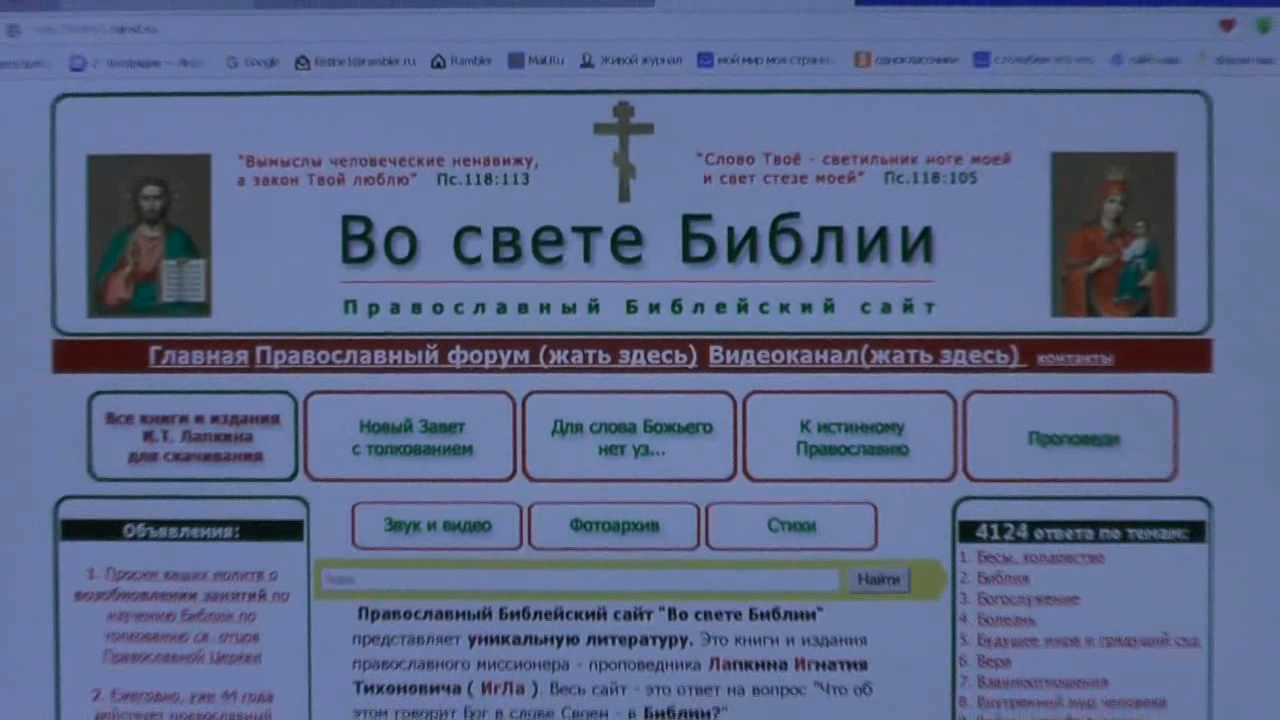 Google
Rambler
Mail.Ru
Живой журнал
"Вымыслы человеческие ненавижу,
а закон Твой люблю" Пс.118:113
"Слово Твоё - светильник ноге моей
и свет стезе моей" Пс.118:105
Во свете Библии
Православный Библейский сайт
Главная Православный форум (жать здесь) Видеоканал(жать здесь) контакты
Все книги и издания
И.Т. Лапкина
для скачивания
Новый Завет
с толкованием
Для слова Божьего
нет уз...
К истинному
Православию
Проповеди
Звук и видео
Фотоархив
Стихи
Объявления:
1. Просим ваших молитв о
возобновлении занятий по
изучению Библии по
толкованию св. отцов
Православной Церкви
2. Ежегодно, уже 44 года
действует православный
Найти
Православный Библейский сайт "Во свете Библии"
представляет уникальную литературу. Это книги и издания
православного миссионера - проповедника Лапкина Игнатия
Тихоновича ( ИгЛа ). Весь сайт - это ответ на вопрос "Что об
этом говорит Бог в слове Своем - в Библии?"
4124 ответа по темам:
1. Бесы, колдовство
2. Библия
3. Богослужение
4. Болезнь
5. Будущее мира и грядущий суд
6. Вера
7. Взаимоотношения
8. Внутренний мир человека